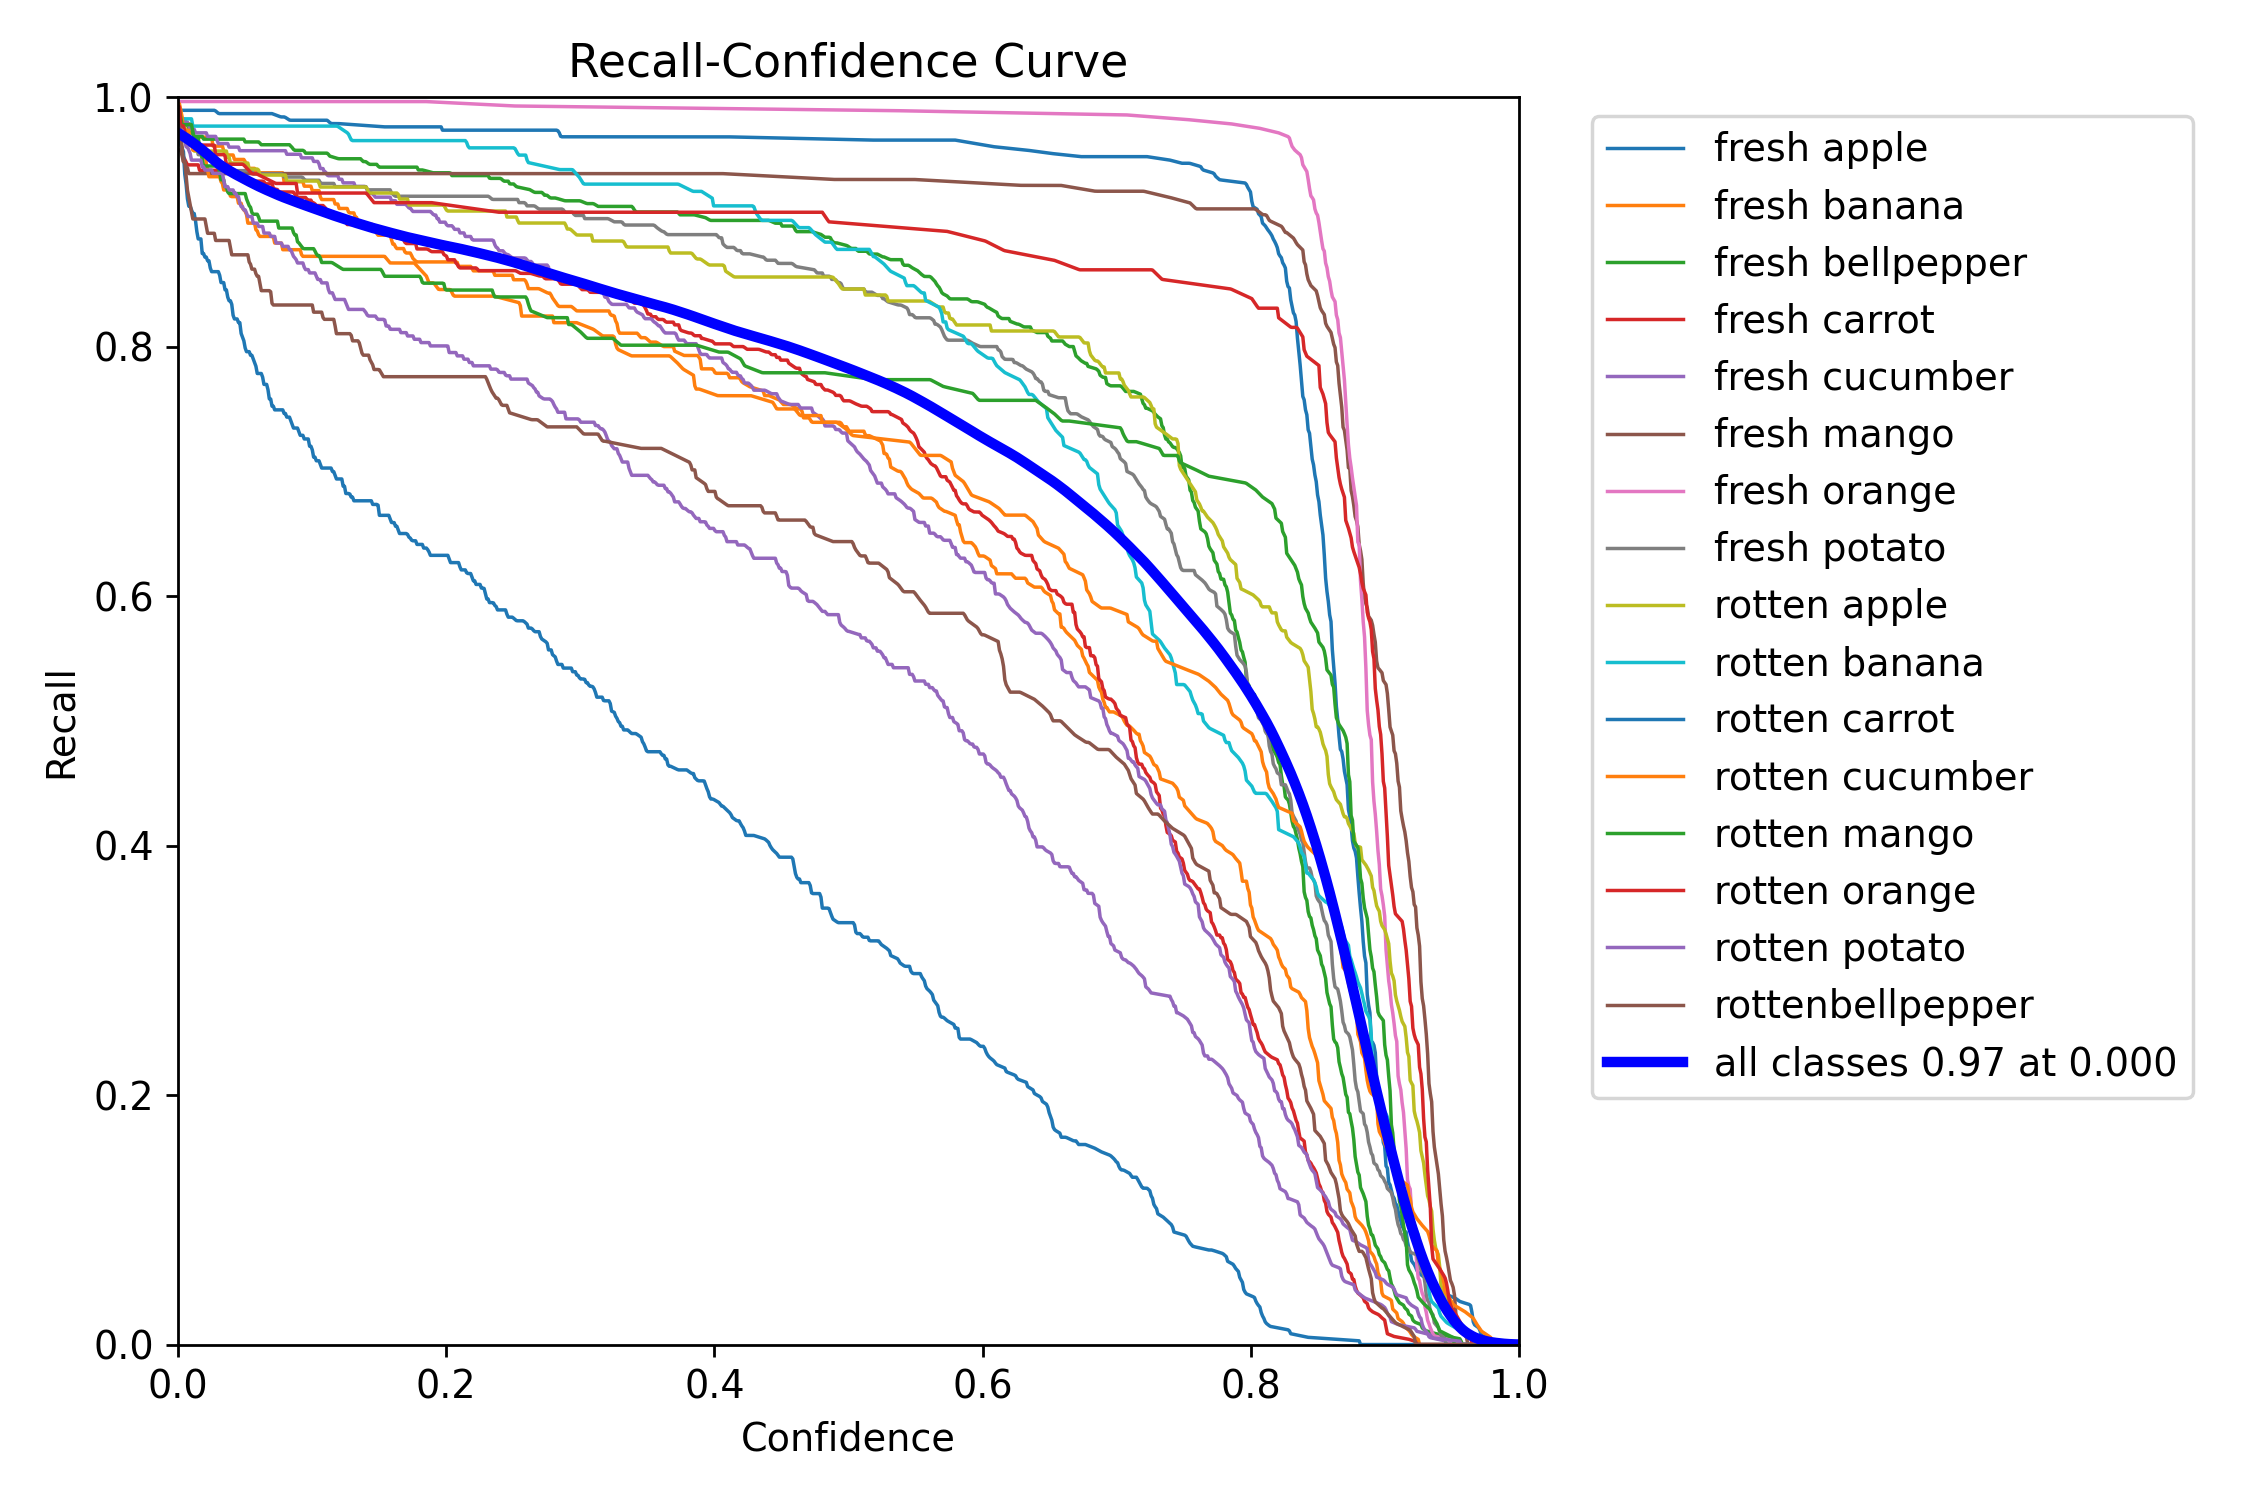 Recall-Confidence Curve
1.0
0.8
0.6
0.4
0.2
0.0
Recall
0.0 0.2 0.4 0.6 0.8 1.0
Confidence
fresh apple
fresh banana
fresh bellpepper
fresh carrot
fresh cucumber
fresh mango
fresh orange
fresh potato
rotten apple
rotten banana
rotten carrot
rotten cucumber
rotten mango
rotten orange
rotten potato
rottenbellpepper
all classes 0.97 at 0.000